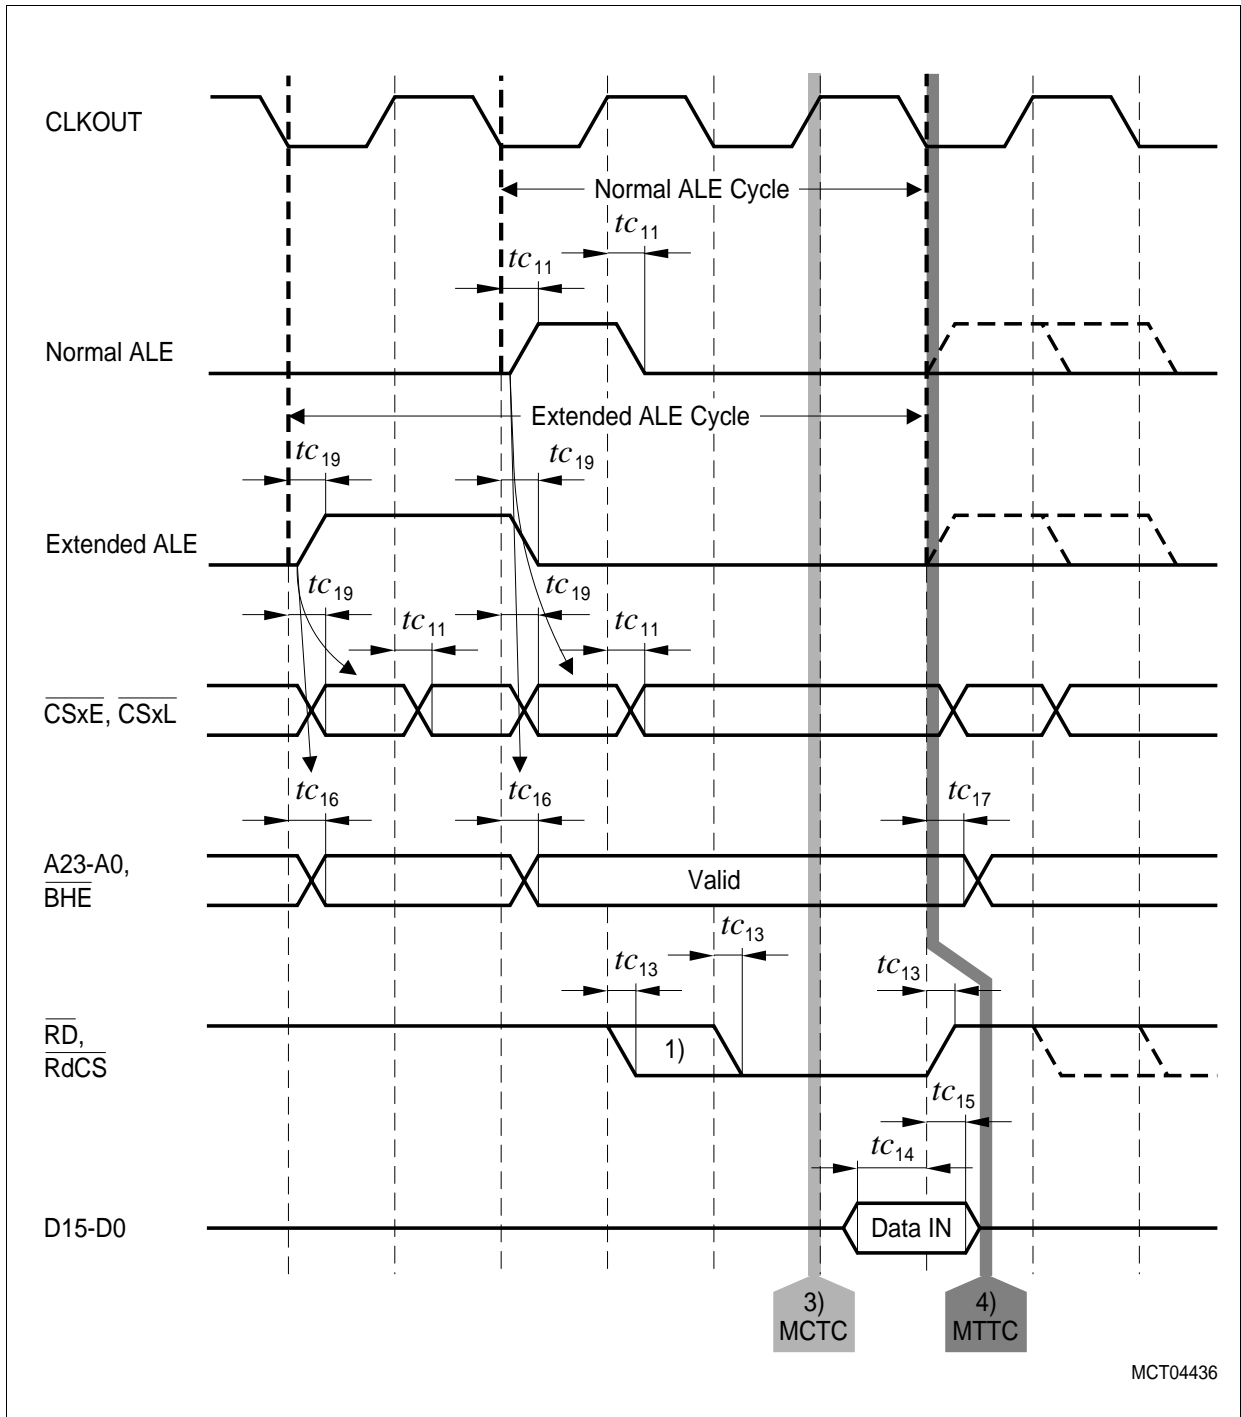 CLKOUT
Normal ALE Cycle
tc11
tc11
Normal ALE
Extended ALE Cycle
tc19
tc19
Extended ALE
tc19
tc19
tc11
tc11
CSxE, CSxL
tc16
tc16
tc17
A23-A0,
BHE
Valid
tc13
tc13
tc13
RD,
RdCS
1)
tc15
tc14
D15-D0
Data IN
3)
MCTC
4)
MTTC
MCT04436